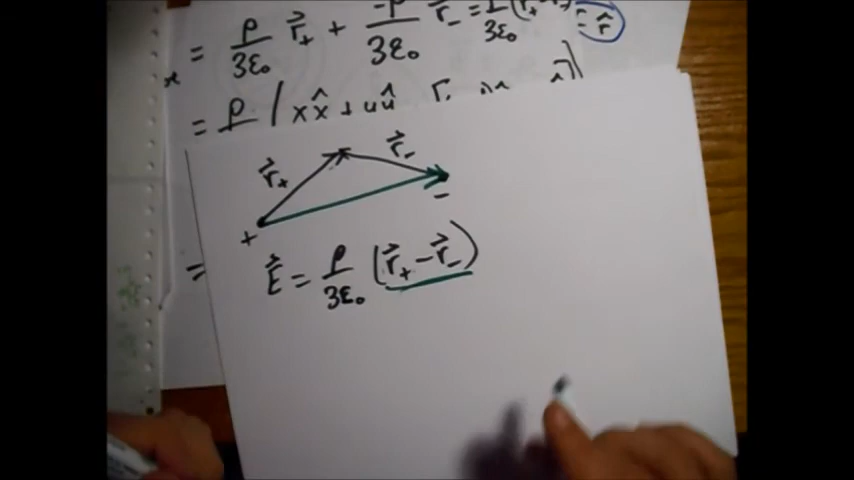 = ρ/3ε₀ r⃗₊ + -ρ/3ε₀ r⃗₋ =
3ε₀
= r̂
= ρ ( x x̂ +
r⃗₊
r⃗₋
+
−
=
E⃗ = ρ/3ε₀ (r⃗₊ − r⃗₋)